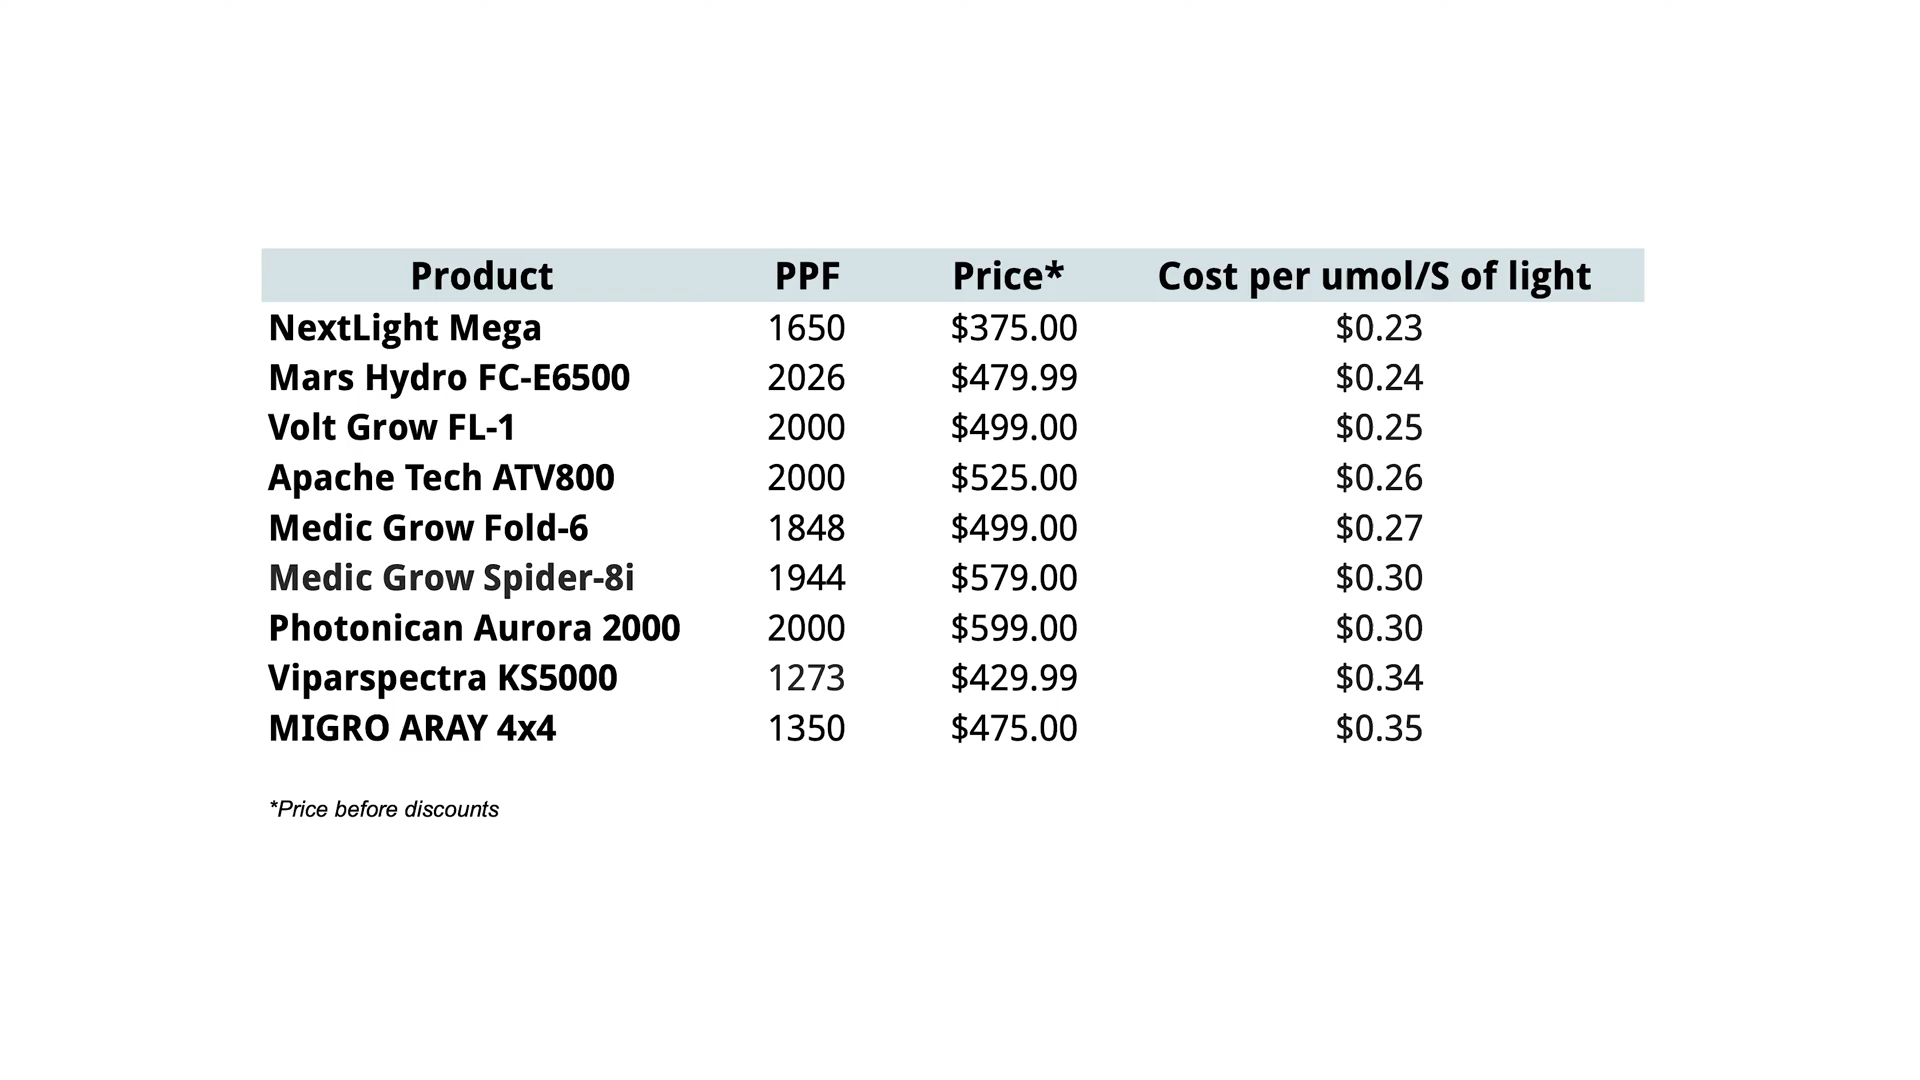 Product PPF Price* Cost per umol/S of light
NextLight Mega 1650 $375.00 $0.23
Mars Hydro FC-E6500 2026 $479.99 $0.24
Volt Grow FL-1 2000 $499.00 $0.25
Apache Tech ATV800 2000 $525.00 $0.26
Medic Grow Fold-6 1848 $499.00 $0.27
Medic Grow Spider-8i 1944 $579.00 $0.30
Photonican Aurora 2000 2000 $599.00 $0.30
Viparspectra KS5000 1273 $429.99 $0.34
MIGRO ARAY 4x4 1350 $475.00 $0.35
*Price before discounts